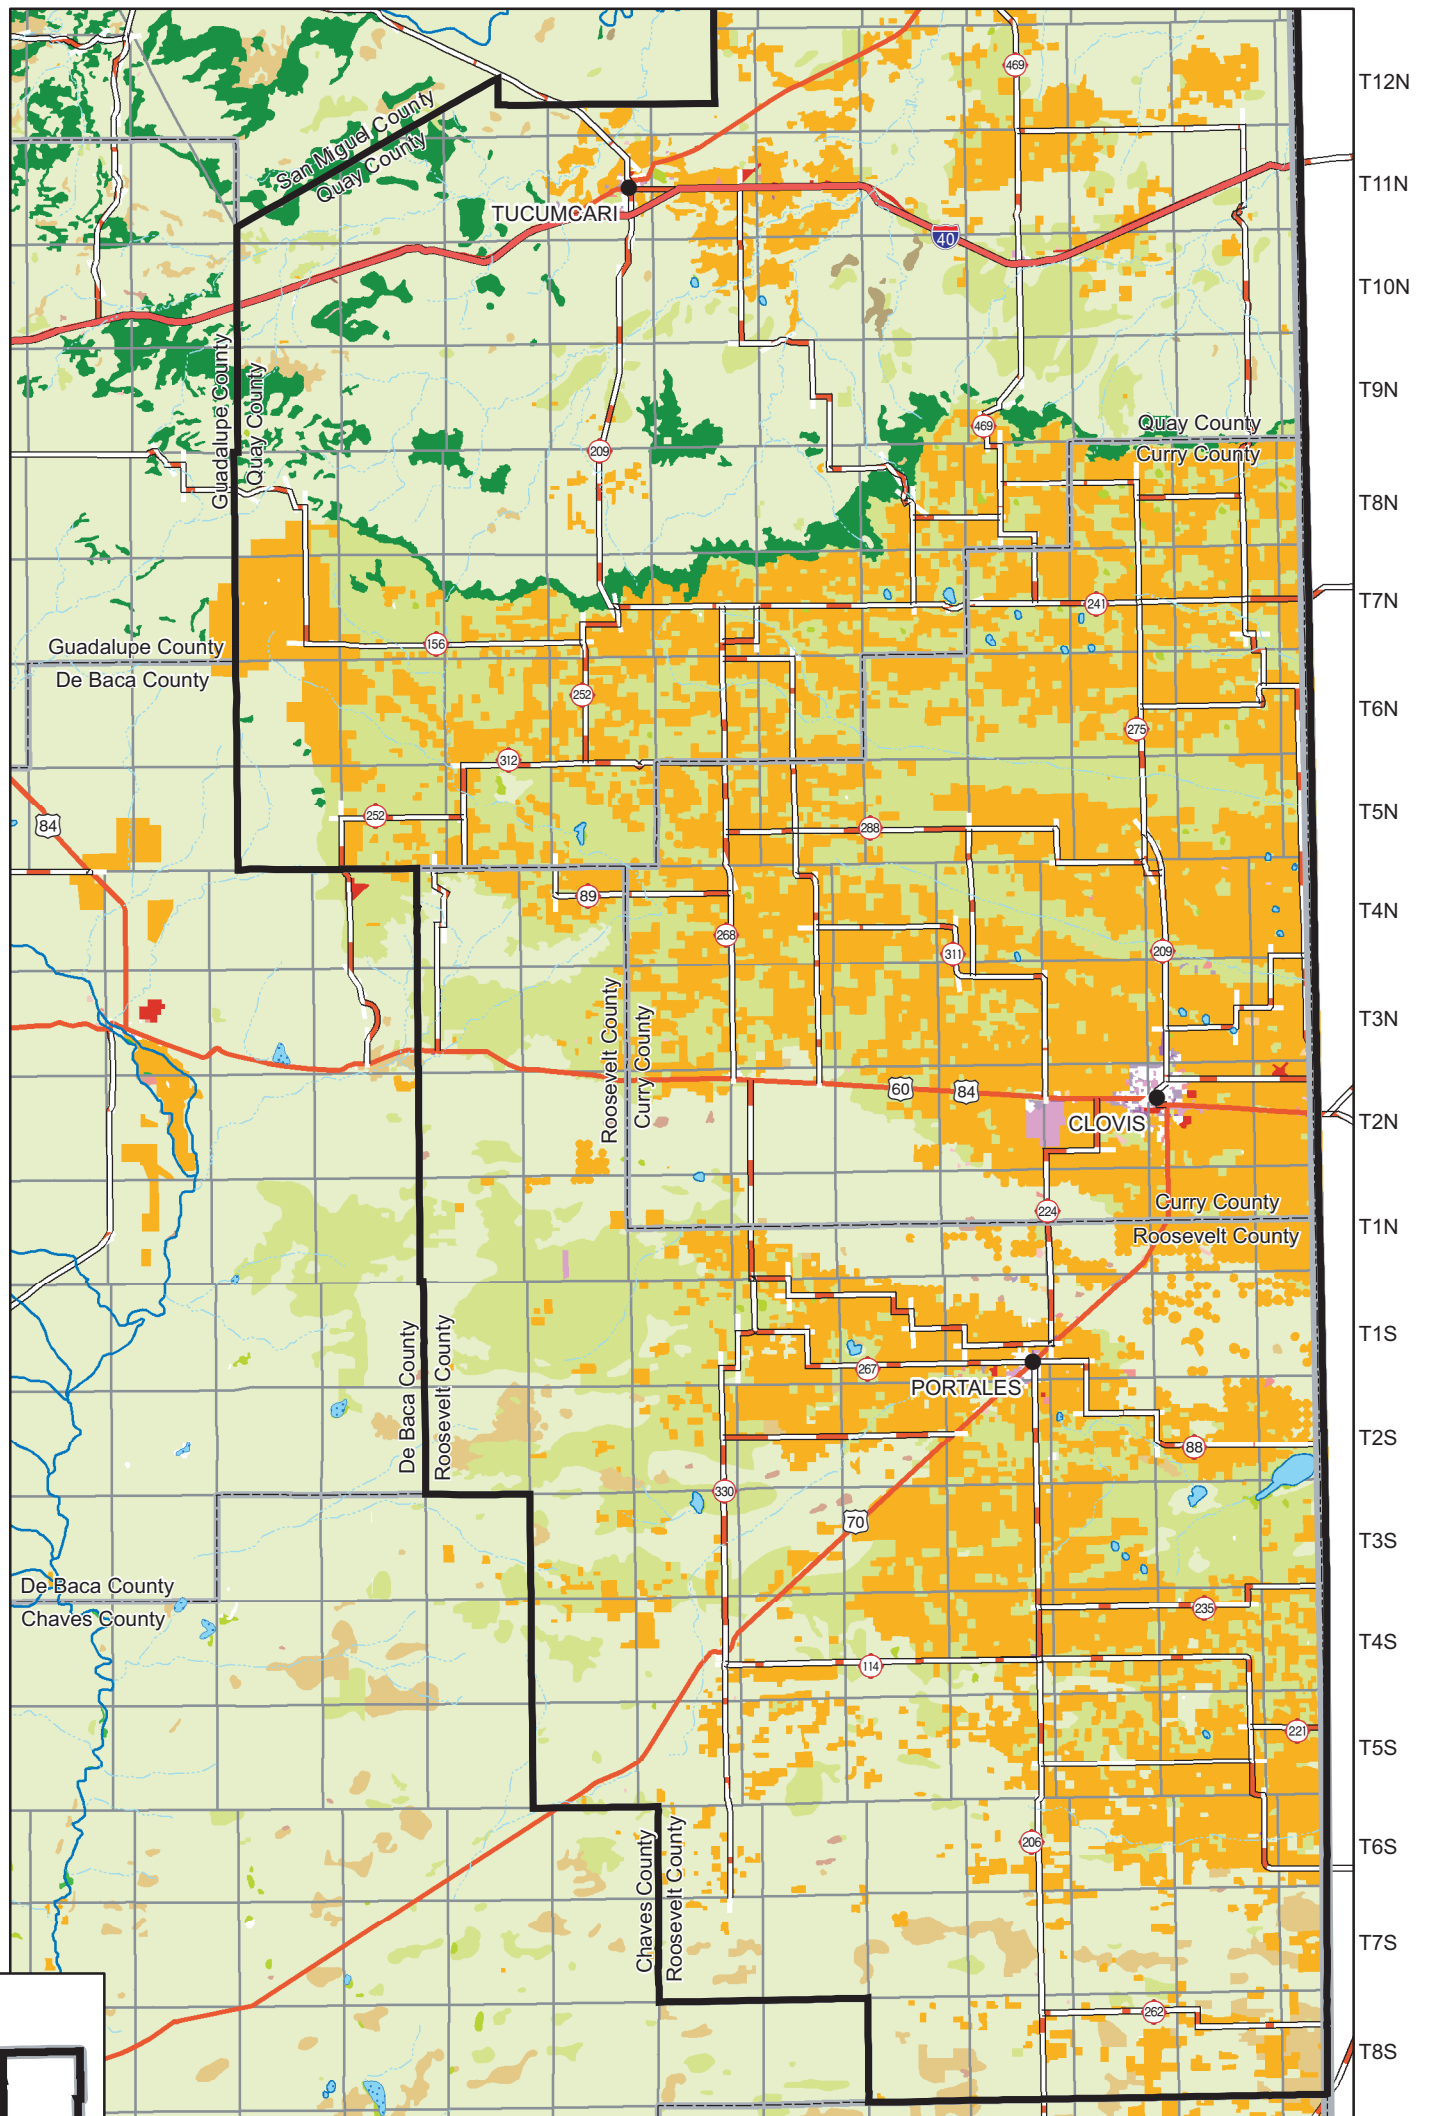 469
T12N
San Miguel County
Quay County
T11N
TUCUMCARI
40
T10N
Guadalupe County
Quay County
T9N
469
Quay County
209
Curry County
T8N
T7N
241
156
Guadalupe County
De Baca County
252
T6N
275
312
T5N
252
84
288
89
T4N
268
311
209
Roosevelt County
Curry County
T3N
60
84
CLOVIS
T2N
Curry County
224
T1N
Roosevelt County
De Baca County
Roosevelt County
T1S
267
PORTALES
T2S
88
330
70
T3S
De Baca County
Chaves County
235
T4S
114
221
T5S
206
T6S
Chaves County
Roosevelt County
T7S
262
T8S